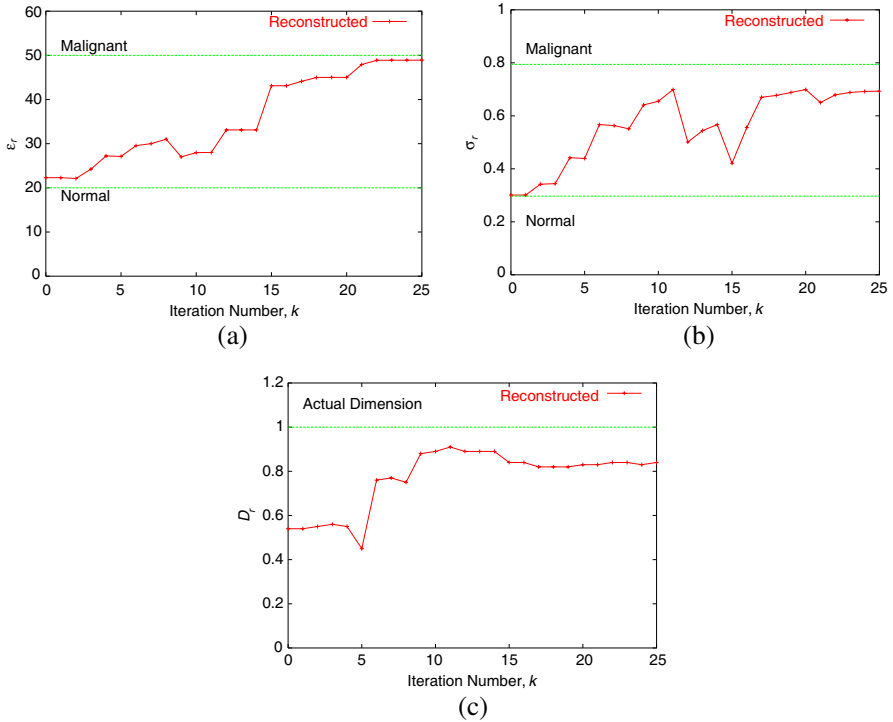 Reconstructed
Malignant
Normal
εr
60
50
40
30
20
10
0
0 5 10 15 20 25
Iteration Number, k
(a)
Reconstructed
Malignant
Normal
σr
1
0.8
0.6
0.4
0.2
0
0 5 10 15 20 25
Iteration Number, k
(b)
Actual Dimension
Reconstructed
Dr
1.2
1
0.8
0.6
0.4
0.2
0
0 5 10 15 20 25
Iteration Number, k
(c)